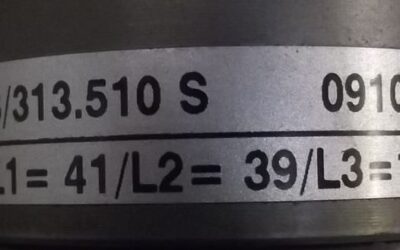 /313.510 S 0910
L1= 41/L2= 39/L3=